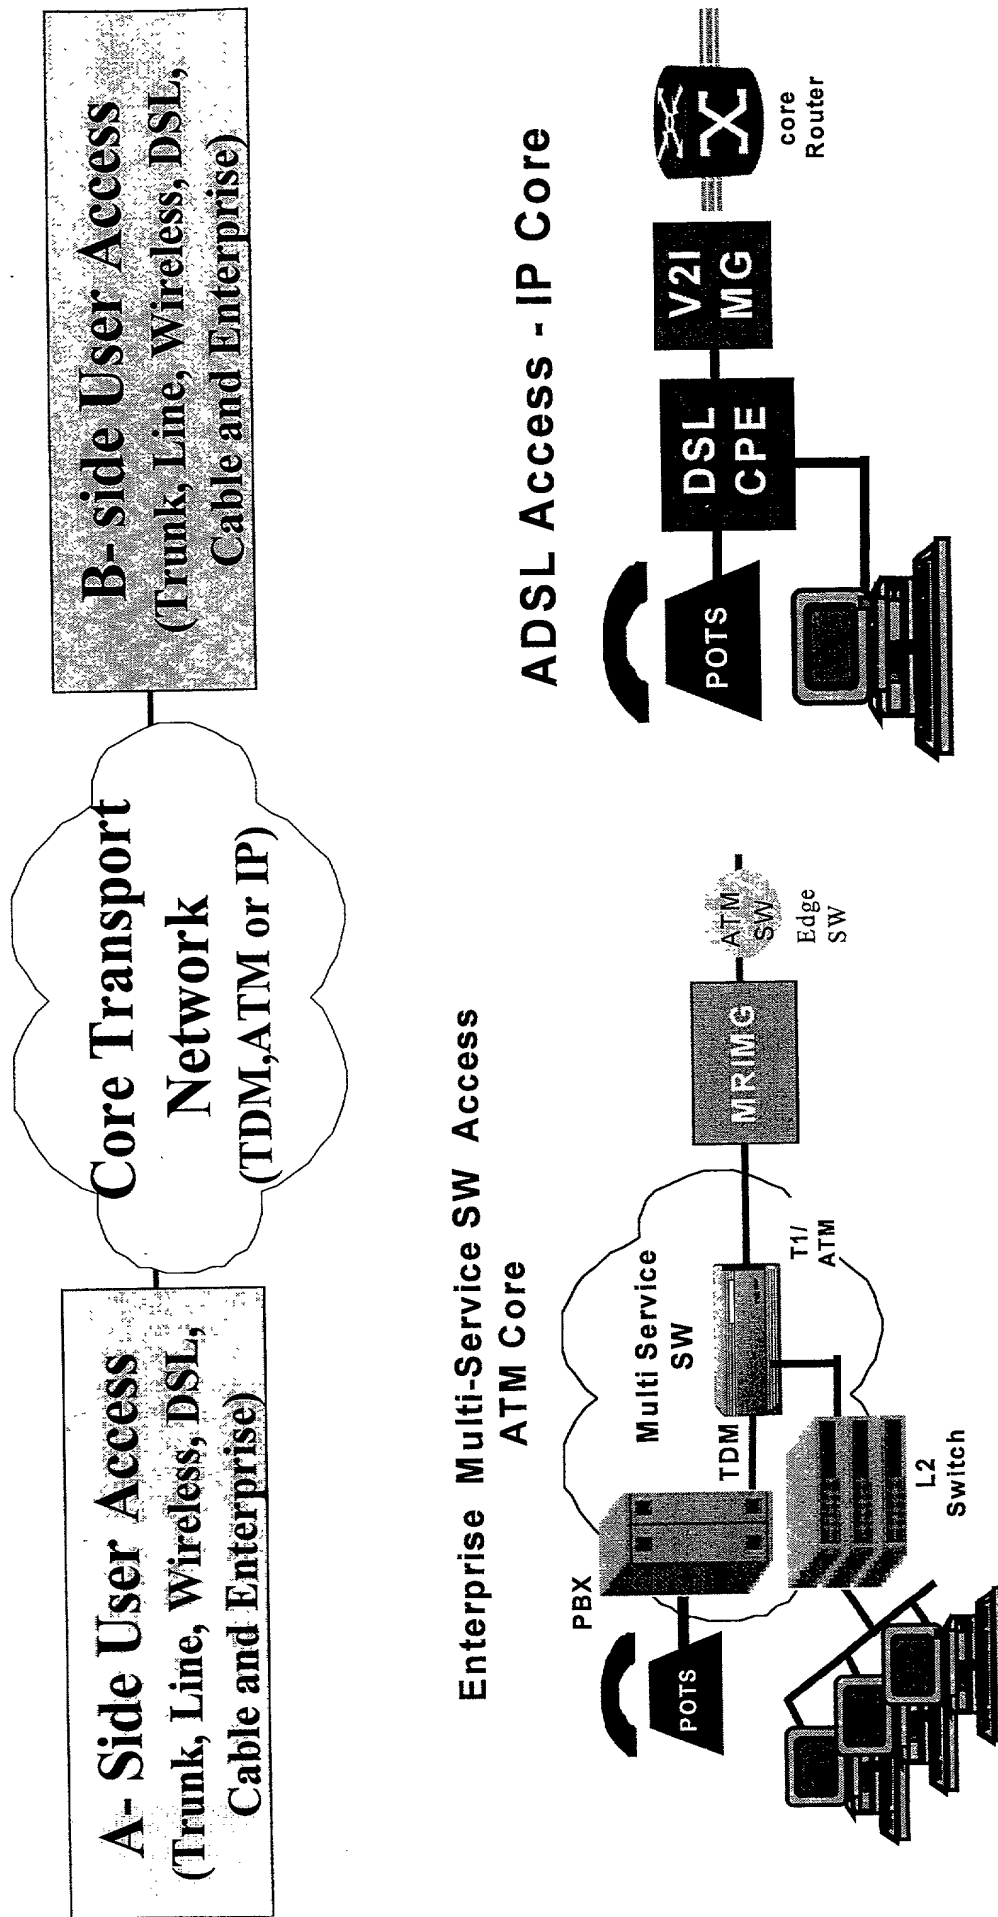 A- Side User Access
(Trunk, Line, Wireless, DSL,
Cable and Enterprise)
Core Transport
Network
(TDM,ATM or IP)
B- side User Access
(Trunk, Line, Wireless, DSL,
Cable and Enterprise)
Enterprise Multi-Service SW Access
ATM Core
POTS
PBX
TDM
Multi Service
SW
T1/
ATM
L2
Switch
MRIMG
ATM
SW
Edge
SW
ADSL Access - IP Core
POTS
DSL
CPE
V2I
MG
core
Router